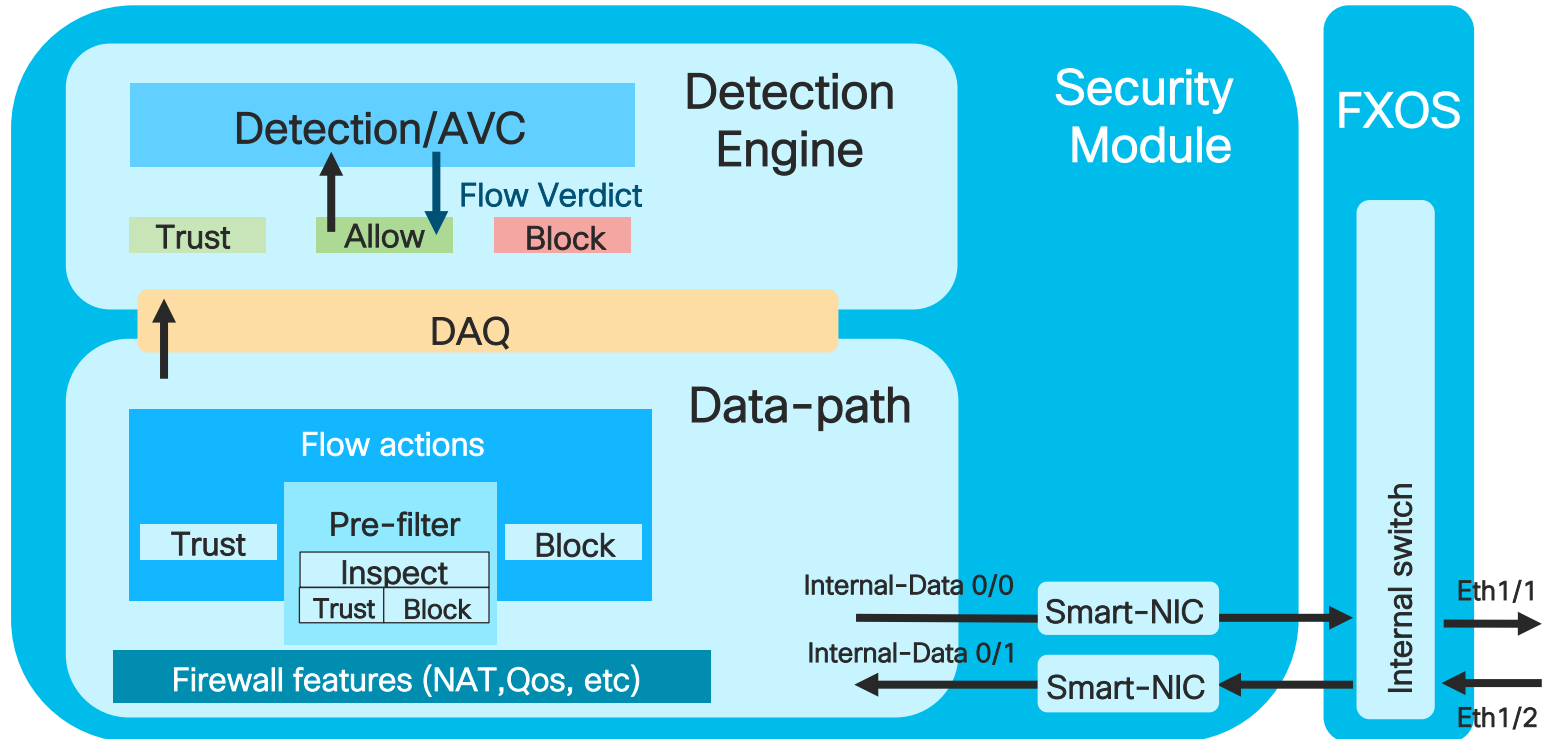 Detection
Engine
Security
Module
FXOS
Detection/AVC
Flow Verdict
Trust
Allow
Block
DAQ
Data-path
Flow actions
Pre-filter
Trust
Block
Inspect
Trust
Block
Firewall features (NAT,Qos, etc)
Internal-Data 0/0
Smart-NIC
Internal-Data 0/1
Smart-NIC
Internal switch
Eth1/1
Eth1/2